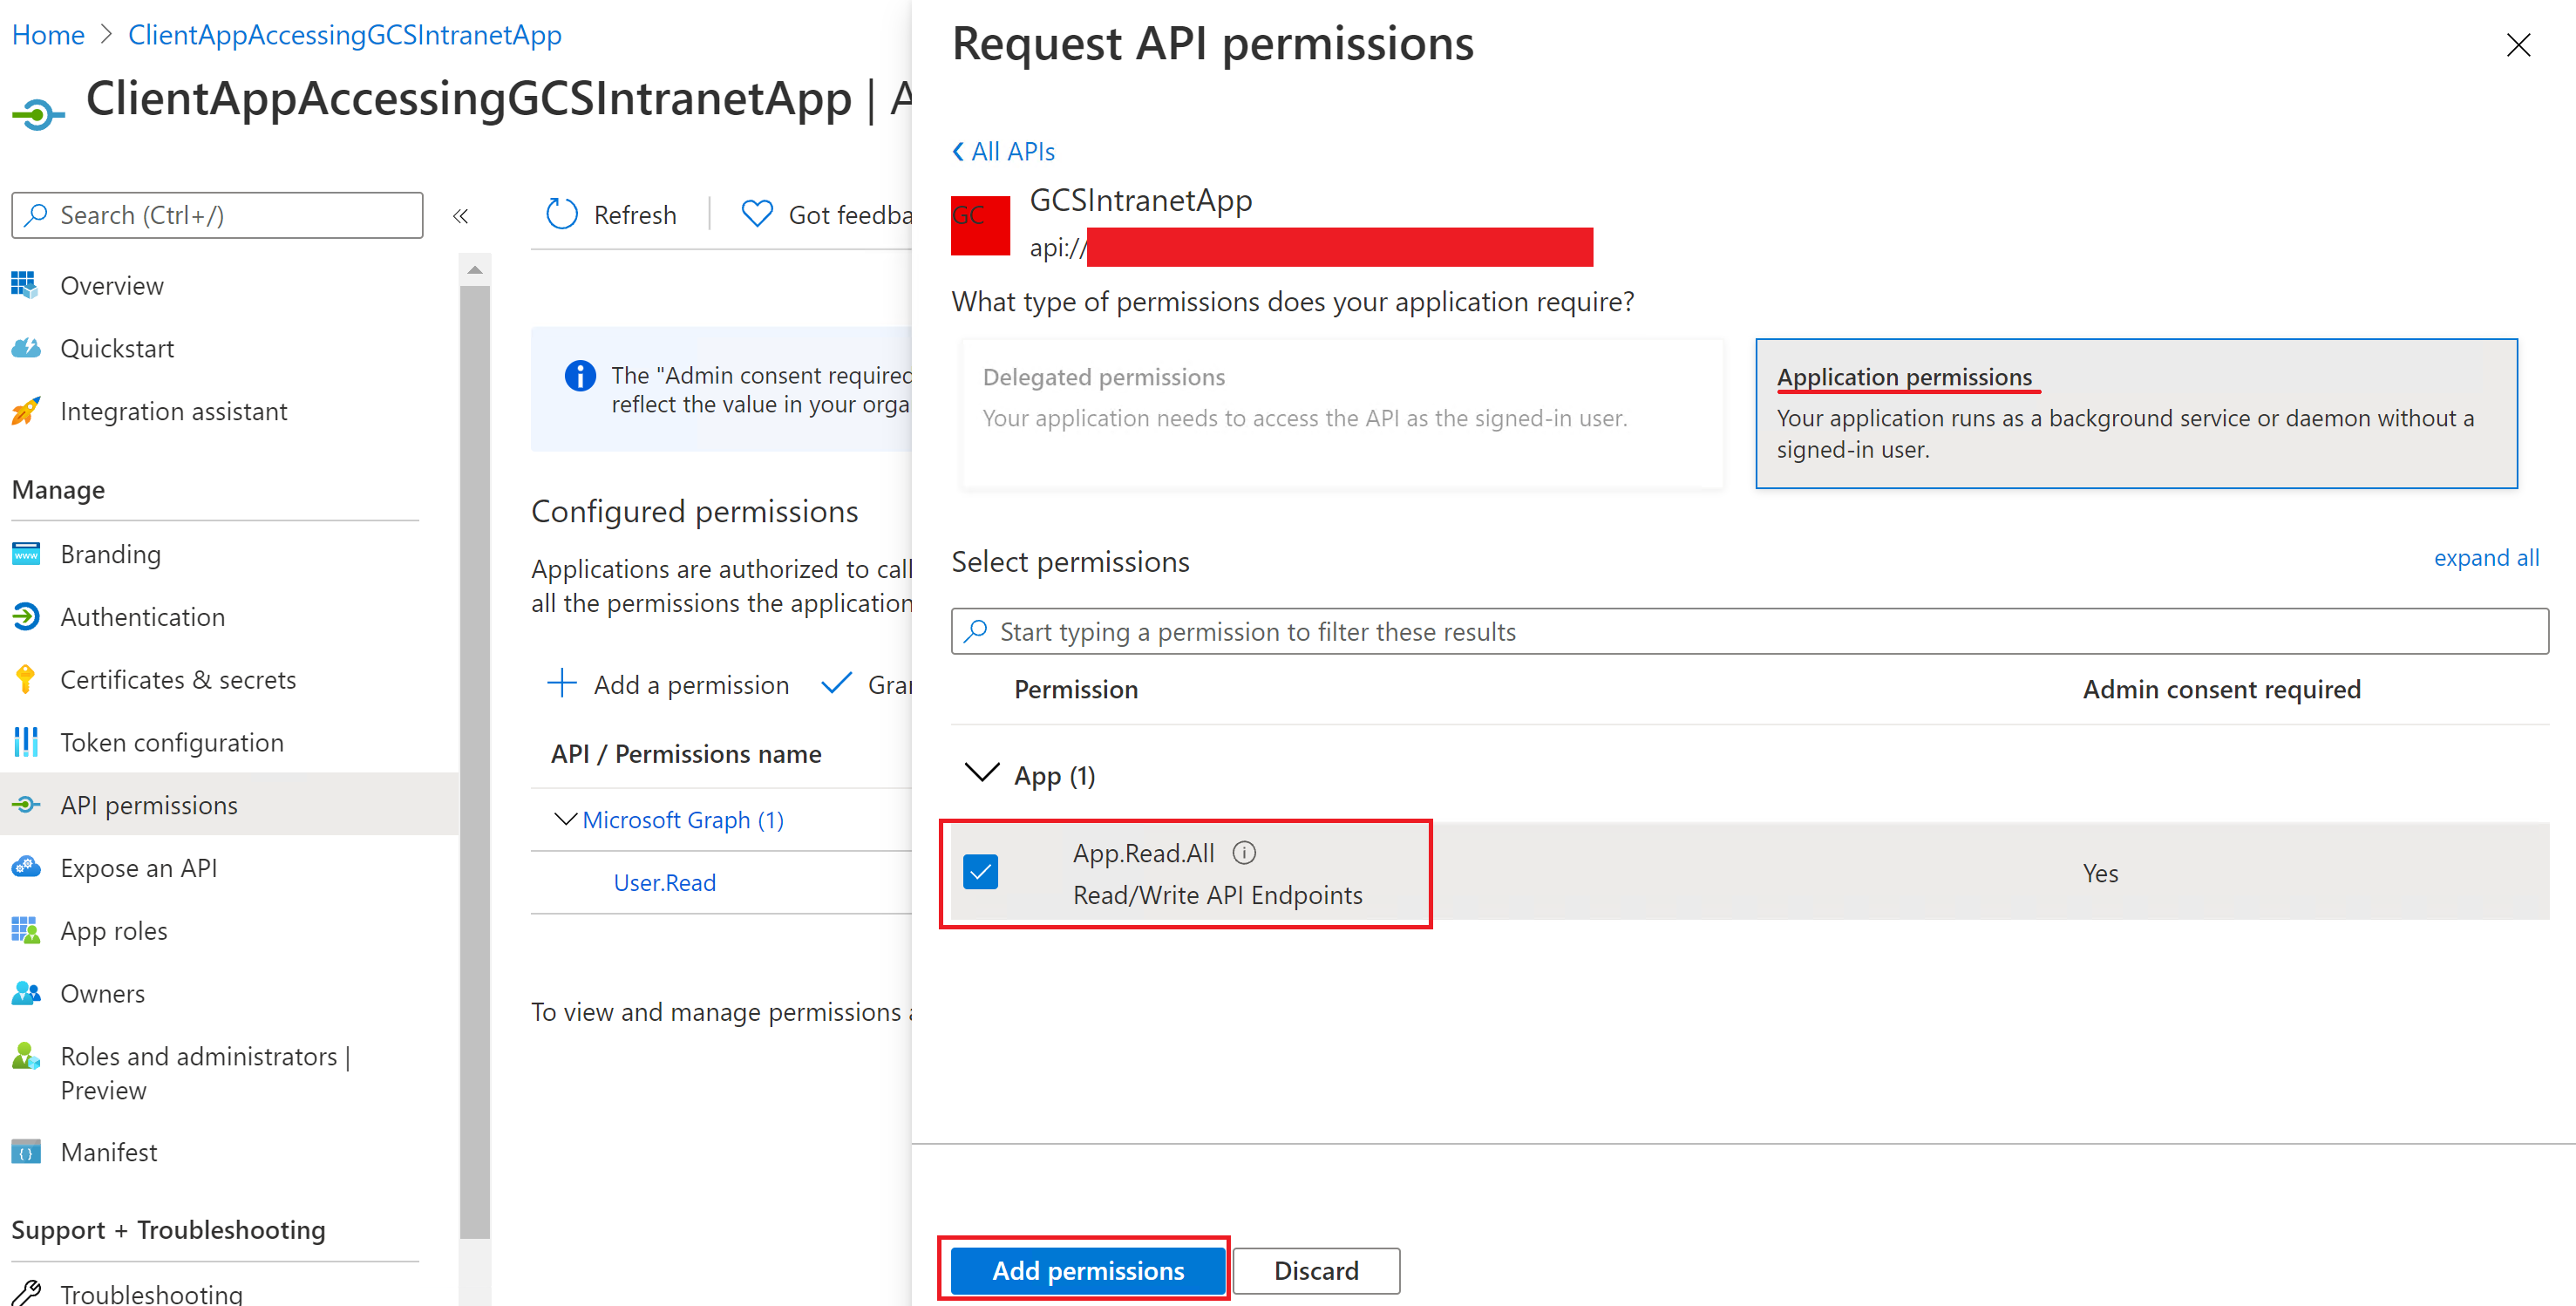 Home > ClientAppAccessingGCSIntranetApp
ClientAppAccessingGCSIntranetApp | A
Search (Ctrl+/)
«
Overview
Quickstart
Integration assistant
Manage
Branding
Authentication
Certificates & secrets
Token configuration
API permissions
Expose an API
App roles
Owners
Roles and administrators |
Preview
Manifest
Support + Troubleshooting
Troubleshooting
Refresh
Got feedba
The "Admin consent required
reflect the value in your orga
Configured permissions
Applications are authorized to call
all the permissions the application
Add a permission
Gran
API / Permissions name
Microsoft Graph (1)
User.Read
To view and manage permissions a
Request API permissions
All APIs
GC
GCSIntranetApp
api://
What type of permissions does your application require?
Delegated permissions
Your application needs to access the API as the signed-in user.
Application permissions
Your application runs as a background service or daemon without a
signed-in user.
Select permissions
expand all
Start typing a permission to filter these results
Permission
Admin consent required
App (1)
App.Read.All
Read/Write API Endpoints
Yes
Add permissions
Discard